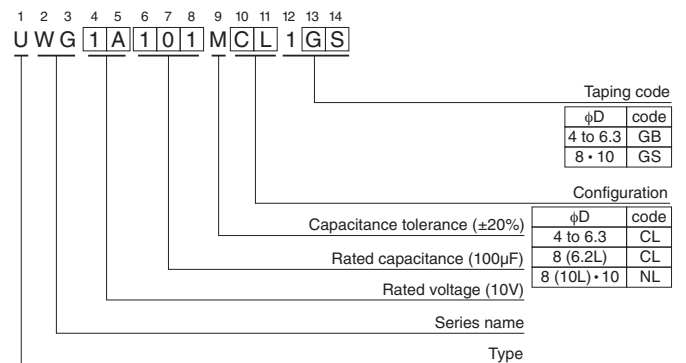 1 2 3 4 5 6 7 8 9 10 11 12 13 14
U W G 1 A 1 0 1 M C L 1 G S
Taping code
ϕD code
4 to 6.3 GB
8 • 10 GS
Configuration
ϕD code
4 to 6.3 CL
8 (6.2L) CL
8 (10L) • 10 NL
Capacitance tolerance (±20%)
Rated capacitance (100µF)
Rated voltage (10V)
Series name
Type